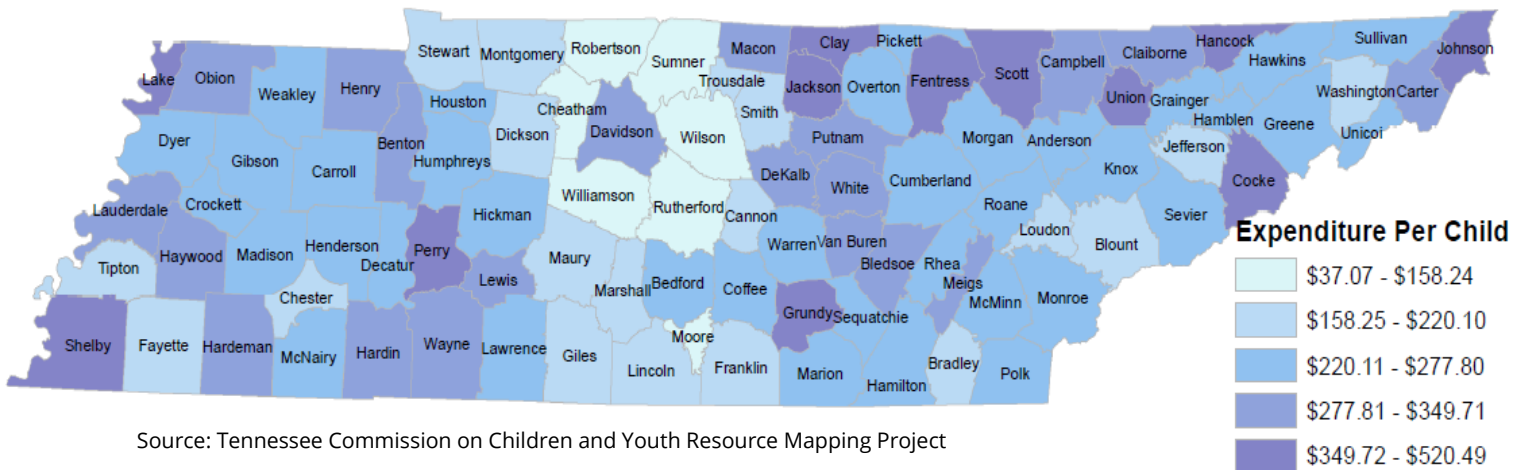 Stewart
Montgomery
Robertson
Sumner
Macon
Clay
Pickett
Scott
Campbell
Claiborne
Hancock
Sullivan
Johnson
Hawkins
Lake
Obion
Weakley
Henry
Houston
Trousdale
Jackson
Overton
Fentress
Union
Grainger
Washington
Carter
Cheatham
Smith
Hamblen
Greene
Unicoi
Dyer
Gibson
Carroll
Benton
Humphreys
Dickson
Davidson
Wilson
Putnam
Morgan
Anderson
Knox
Jefferson
Cocke
Lauderdale
Crockett
Hickman
Williamson
Rutherford
Cannon
DeKalb
White
Cumberland
Roane
Loudon
Blount
Sevier
Tipton
Haywood
Madison
Henderson
Decatur
Perry
Lewis
Maury
Marshall
Bedford
Coffee
Warren
Van Buren
Bledsoe
Rhea
Meigs
McMinn
Monroe
Chester
Grundy
Sequatchie
Shelby
Fayette
Hardeman
McNairy
Hardin
Wayne
Lawrence
Giles
Lincoln
Moore
Franklin
Marion
Hamilton
Bradley
Polk
Expenditure Per Child
$37.07 - $158.24
$158.25 - $220.10
$220.11 - $277.80
$277.81 - $349.71
$349.72 - $520.49
Source: Tennessee Commission on Children and Youth Resource Mapping Project